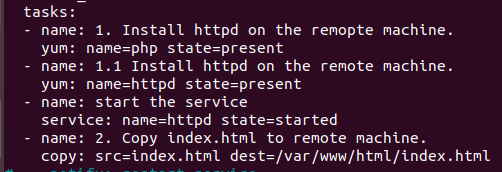 tasks:
- name: 1. Install httpd on the remopte machine.
yum: name=php state=present
- name: 1.1 Install httpd on the remote machine.
yum: name=httpd state=present
- name: start the service
service: name=httpd state=started
- name: 2. Copy index.html to remote machine.
copy: src=index.html dest=/var/www/html/index.html